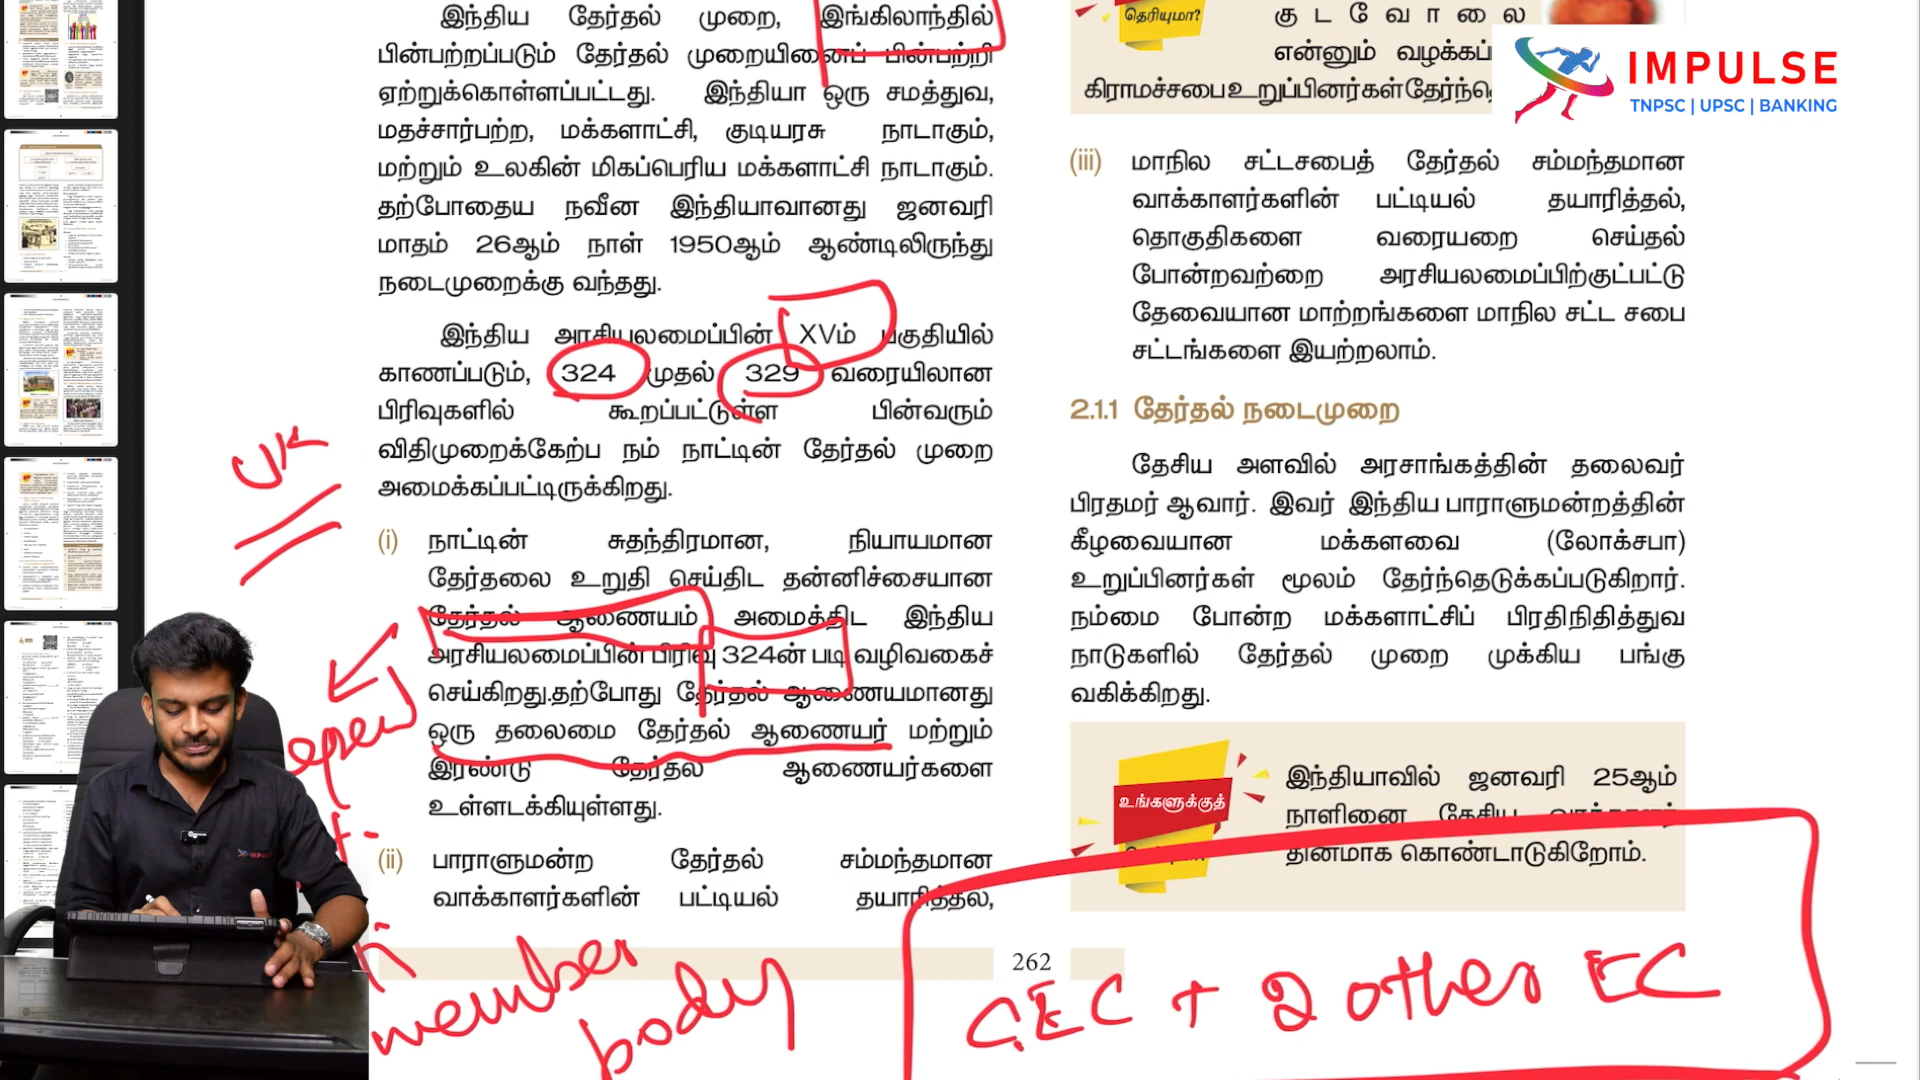 இந்திய தேர்தல் முறை, இங்கிலாந்தில்
பின்பற்றப்படும் தேர்தல் முறையினைப் பின்பற்றி
ஏற்றுக்கொள்ளப்பட்டது. இந்தியா ஒரு சமத்துவ,
மதச்சார்பற்ற, மக்களாட்சி, குடியரசு நாடாகும்,
மற்றும் உலகின் மிகப்பெரிய மக்களாட்சி நாடாகும்.
தற்போதைய நவீன இந்தியாவானது ஜனவரி
மாதம் 26ஆம் நாள் 1950ஆம் ஆண்டிலிருந்து
நடைமுறைக்கு வந்தது.
இந்திய அரசியலமைப்பின் XVம் பகுதியில்
காணப்படும், 324 முதல் 329 வரையிலான
பிரிவுகளில் கூறப்பட்டுள்ள பின்வரும்
விதிமுறைக்கேற்ப நம் நாட்டின் தேர்தல் முறை
அமைக்கப்பட்டிருக்கிறது.
UK
(i) நாட்டின் சுதந்திரமான, நியாயமான
தேர்தலை உறுதி செய்திட தன்னிச்சையான
தேர்தல் ஆணையம் அமைத்திட இந்திய
அரசியலமைப்பின் பிரிவு 324ன் படி வழிவகைச்
செய்கிறது.தற்போது தேர்தல் ஆணையமானது
ஒரு தலைமை தேர்தல் ஆணையர் மற்றும்
இரண்டு தேர்தல் ஆணையர்களை
உள்ளடக்கியுள்ளது.
(ii) பாராளுமன்ற தேர்தல் சம்மந்தமான
வாக்காளர்களின் பட்டியல் தயாரித்தல்,
member
body
தெரியுமா?
குடவோலை
என்னும்
கிராமச்சபை உறுப்பினர்கள்
IMPULSE
TNPSC | UPSC | BANKING
(iii) மாநில சட்டசபைத் தேர்தல் சம்மந்தமான
வாக்காளர்களின் பட்டியல் தயாரித்தல்,
தொகுதிகளை வரையறை செய்தல்
போன்றவற்றை அரசியலமைப்பிற்குட்பட்டு
தேவையான மாற்றங்களை மாநில சட்ட சபை
சட்டங்களை இயற்றலாம்.
2.1.1 தேர்தல் நடைமுறை
தேசிய அளவில் அரசாங்கத்தின் தலைவர்
பிரதமர் ஆவார். இவர் இந்திய பாராளுமன்றத்தின்
கீழவையான மக்களவை (லோக்சபா)
உறுப்பினர்கள் மூலம் தேர்ந்தெடுக்கப்படுகிறார்.
நம்மை போன்ற மக்களாட்சிப் பிரதிநிதித்துவ
நாடுகளில் தேர்தல் முறை முக்கிய பங்கு
வகிக்கிறது.
உங்களுக்குத்
இந்தியாவில் ஜனவரி 25ஆம்
நாளினை தேசிய வாக்காளர்
தினமாக கொண்டாடுகிறோம்.
262
CEC + 2 other EC